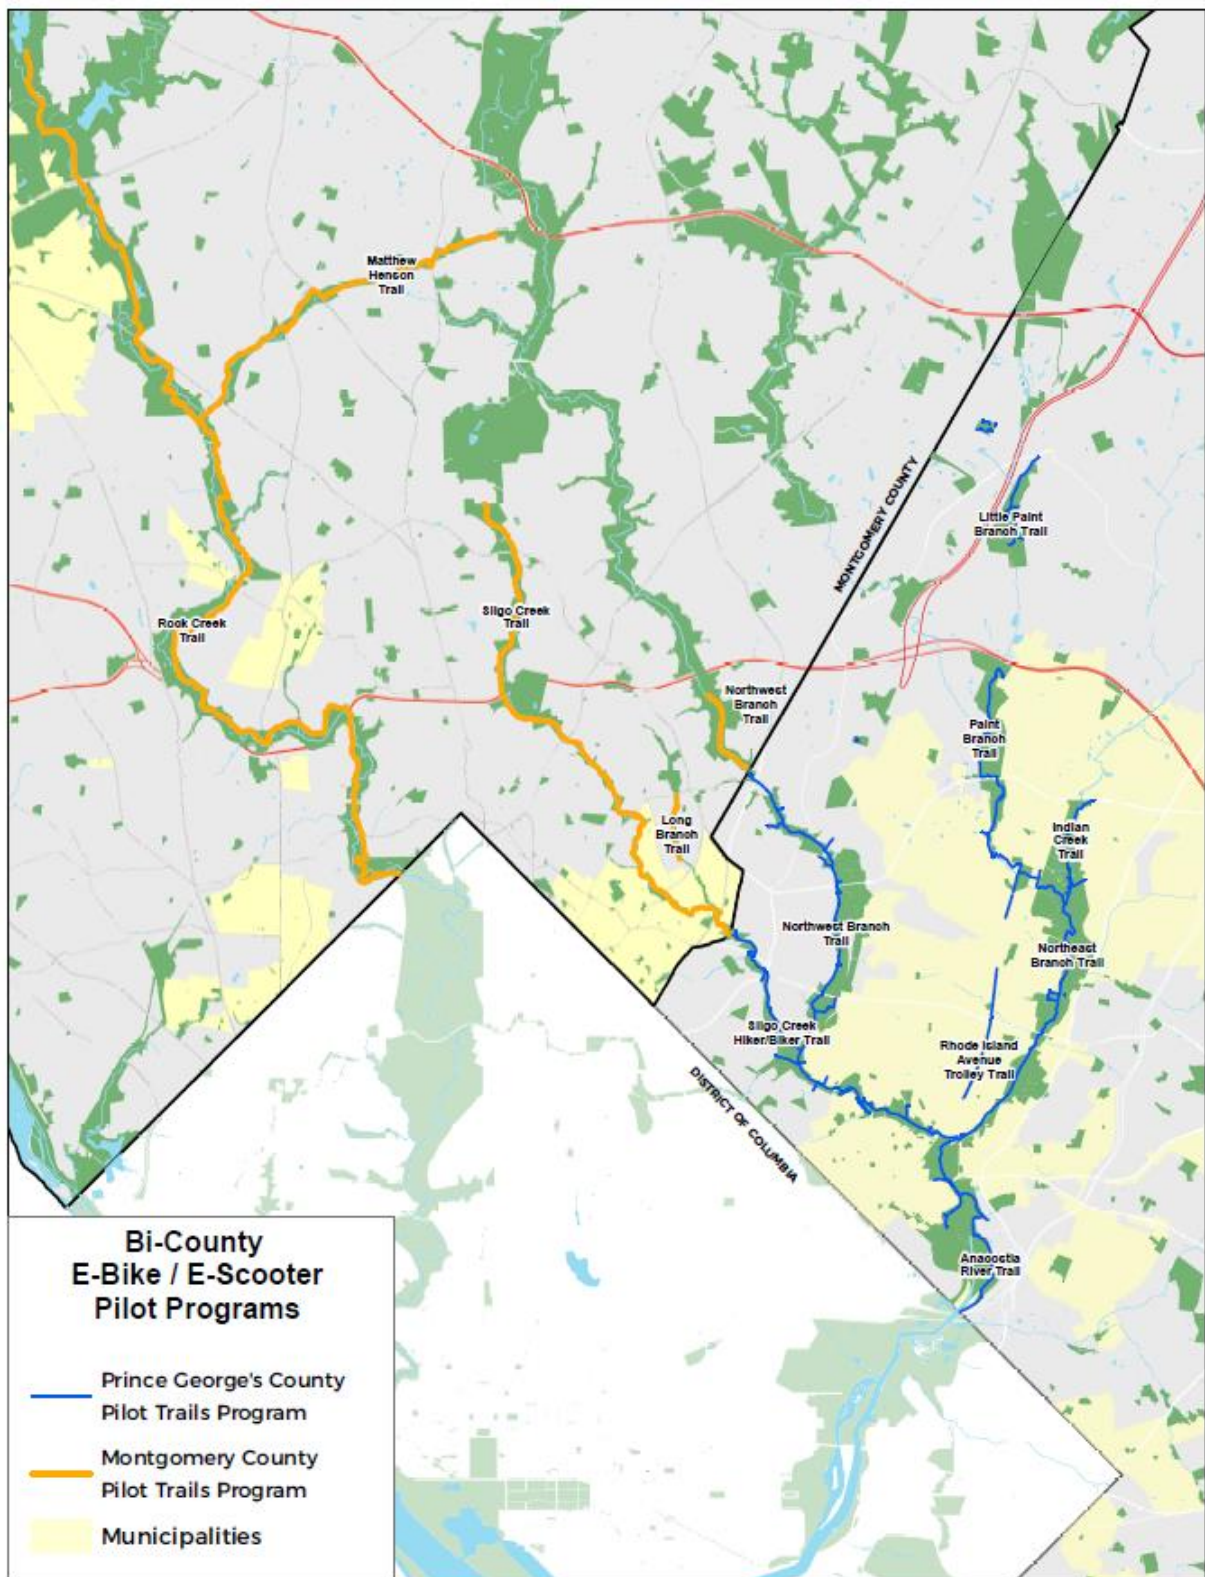 Matthew
Henson
Trail
MONTGOMERY COUNTY
Little Paint
Branch Trail
Rock Creek
Trail
Sligo Creek
Trail
Northwest
Branch
Trail
Paint
Branch
Trail
Long
Branch
Trail
Indian
Creek
Trail
Northwest Branch
Trail
Northeast
Branch Trail
Sligo Creek
Hiker/Biker Trail
Rhode Island
Avenue
Trolley Trail
DISTRICT OF COLUMBIA
Anacostia
River Trail
Bi-County
E-Bike / E-Scooter
Pilot Programs
Prince George's County
Pilot Trails Program
Montgomery County
Pilot Trails Program
Municipalities